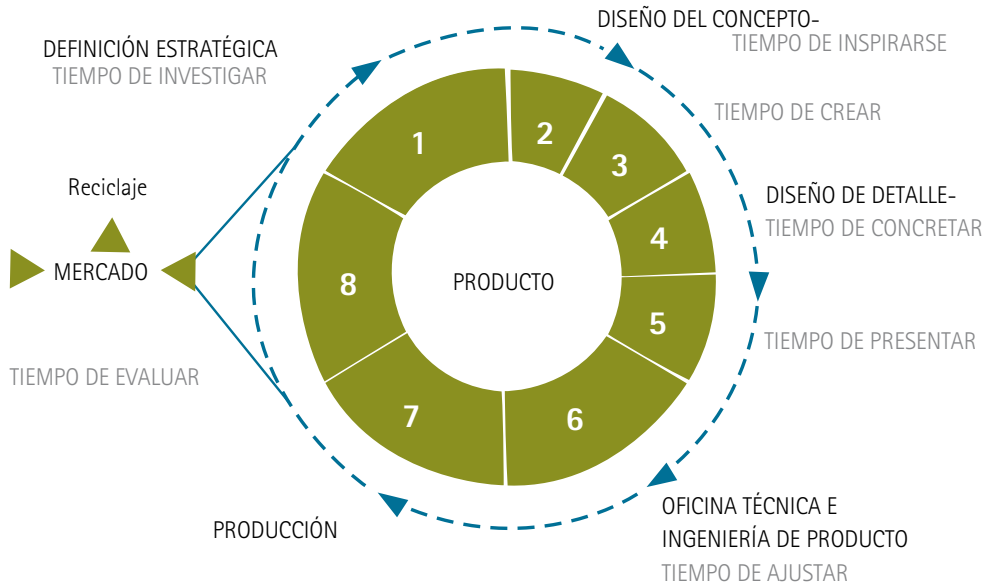 DEFINICIÓN ESTRATÉGICA
TIEMPO DE INVESTIGAR
DISEÑO DEL CONCEPTO-
TIEMPO DE INSPIRARSE
TIEMPO DE CREAR
DISEÑO DE DETALLE-
TIEMPO DE CONCRETAR
TIEMPO DE PRESENTAR
OFICINA TÉCNICA E
INGENIERÍA DE PRODUCTO
TIEMPO DE AJUSTAR
PRODUCCIÓN
TIEMPO DE EVALUAR
Reciclaje
MERCADO
1
2
3
4
5
6
7
8
PRODUCTO